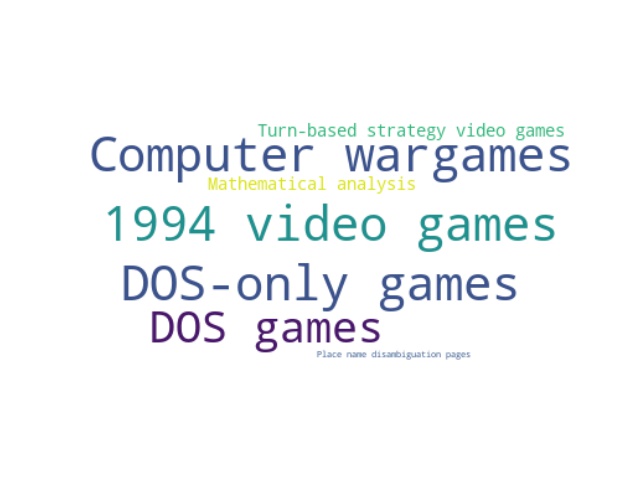 Turn-based strategy video games
Computer wargames
Mathematical analysis
1994 video games
DOS-only games
DOS games
Place name disambiguation pages